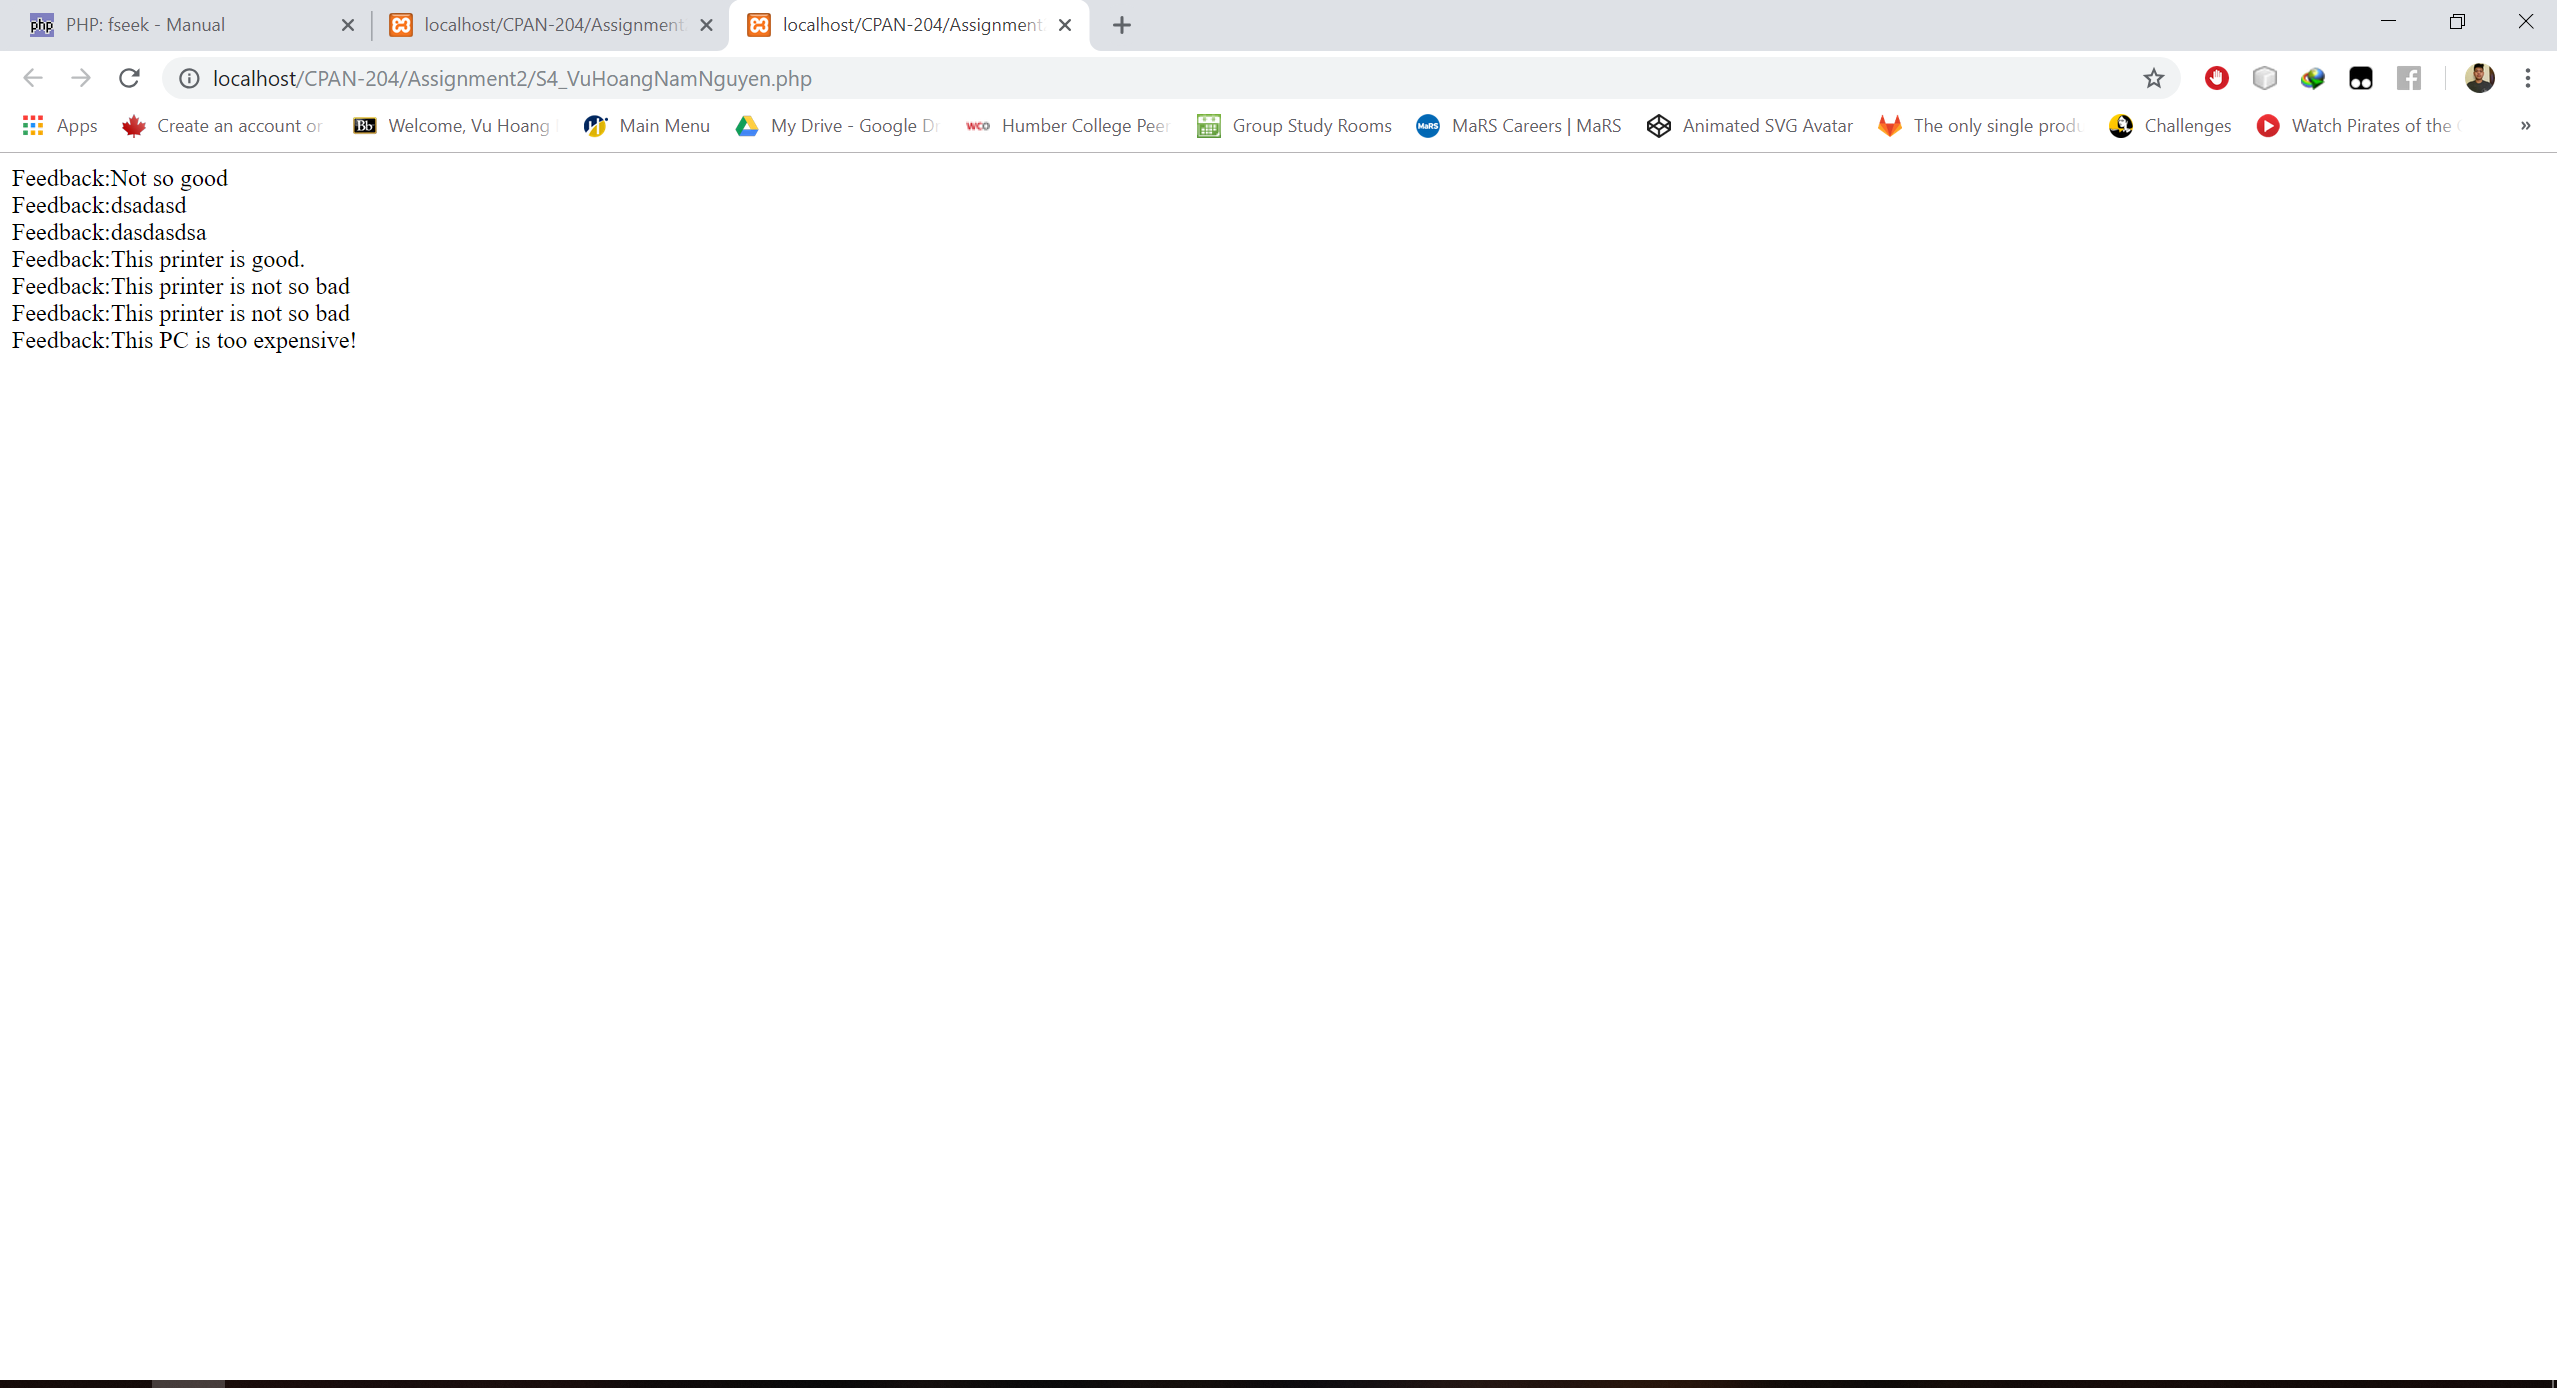 PHP: fseek - Manual
localhost/CPAN-204/Assignment
localhost/CPAN-204/Assignment
localhost/CPAN-204/Assignment2/S4_VuHoangNamNguyen.php
Apps Create an account or Bb Welcome, Vu Hoang Main Menu My Drive - Google Dr WCO Humber College Peer Group Study Rooms MaRS MaRS Careers | MaRS Animated SVG Avatar The only single produ Challenges Watch Pirates of the »
Feedback:Not so good
Feedback:dsadasd
Feedback:dasdasdsa
Feedback:This printer is good.
Feedback:This printer is not so bad
Feedback:This printer is not so bad
Feedback:This PC is too expensive!